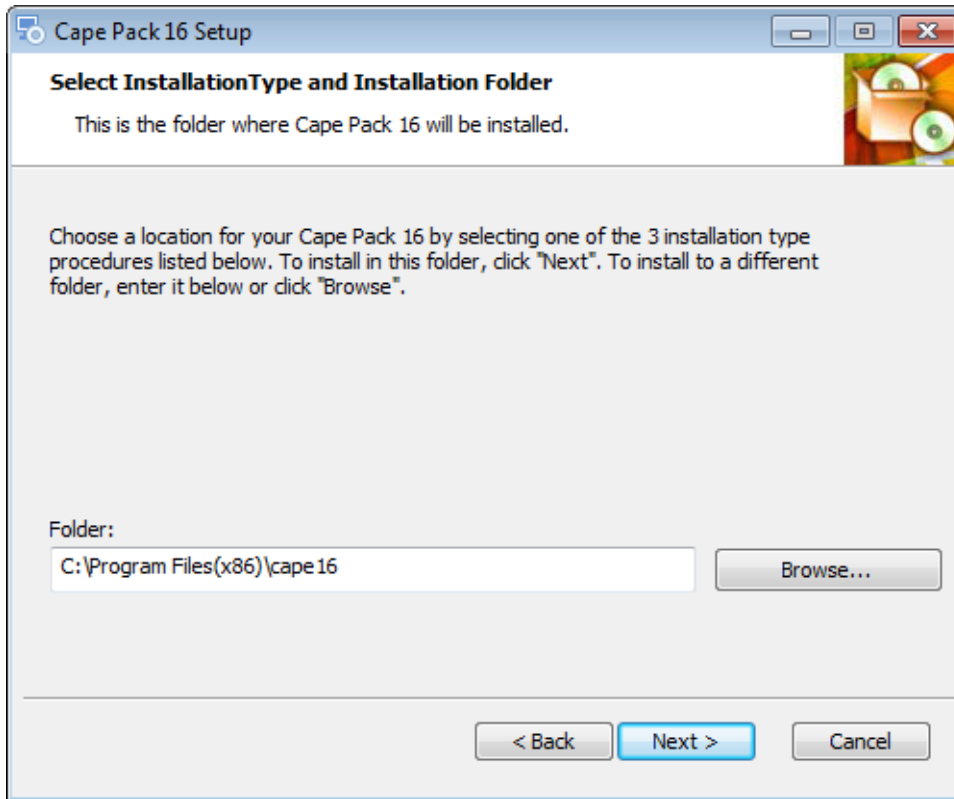 Cape Pack 16 Setup
Select InstallationType and Installation Folder
This is the folder where Cape Pack 16 will be installed.
Choose a location for your Cape Pack 16 by selecting one of the 3 installation type
procedures listed below. To install in this folder, click "Next". To install to a different
folder, enter it below or click "Browse".
Folder:
C:\Program Files(x86)\cape16
Browse...
< Back
Next >
Cancel